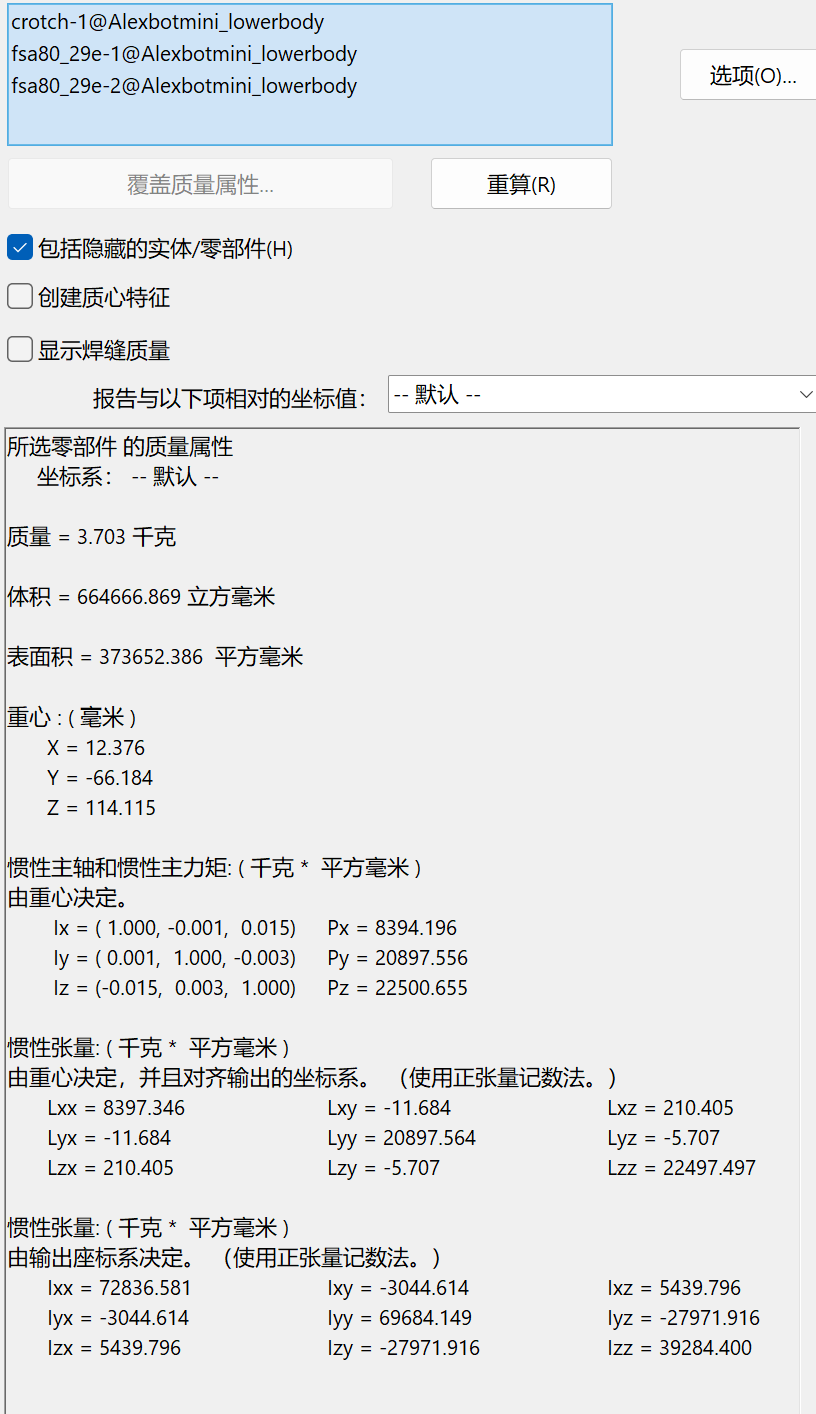 crotch-1@Alexbotmini_lowerbody
fsa80_29e-1@Alexbotmini_lowerbody
fsa80_29e-2@Alexbotmini_lowerbody
选项(O)...
覆盖质量属性...
重算(R)
包括隐藏的实体/零部件(H)
创建质心特征
显示焊缝质量
报告与以下项相对的坐标值: -- 默认 --
所选零部件 的质量属性
坐标系： -- 默认 --
质量 = 3.703 千克
体积 = 664666.869 立方毫米
表面积 = 373652.386 平方毫米
重心 : ( 毫米 )
X = 12.376
Y = -66.184
Z = 114.115
惯性主轴和惯性主力矩: ( 千克 * 平方毫米 )
由重心决定。
Ix = ( 1.000, -0.001, 0.015) Px = 8394.196
Iy = ( 0.001, 1.000, -0.003) Py = 20897.556
Iz = (-0.015, 0.003, 1.000) Pz = 22500.655
惯性张量: ( 千克 * 平方毫米 )
由重心决定，并且对齐输出的坐标系。 （使用正张量记数法。）
Lxx = 8397.346 Lxy = -11.684 Lxz = 210.405
Lyx = -11.684 Lyy = 20897.564 Lyz = -5.707
Lzx = 210.405 Lzy = -5.707 Lzz = 22497.497
惯性张量: ( 千克 * 平方毫米 )
由输出座标系决定。 （使用正张量记数法。）
Ixx = 72836.581 Ixy = -3044.614 Ixz = 5439.796
Iyx = -3044.614 Iyy = 69684.149 Iyz = -27971.916
Izx = 5439.796 Izy = -27971.916 Izz = 39284.400